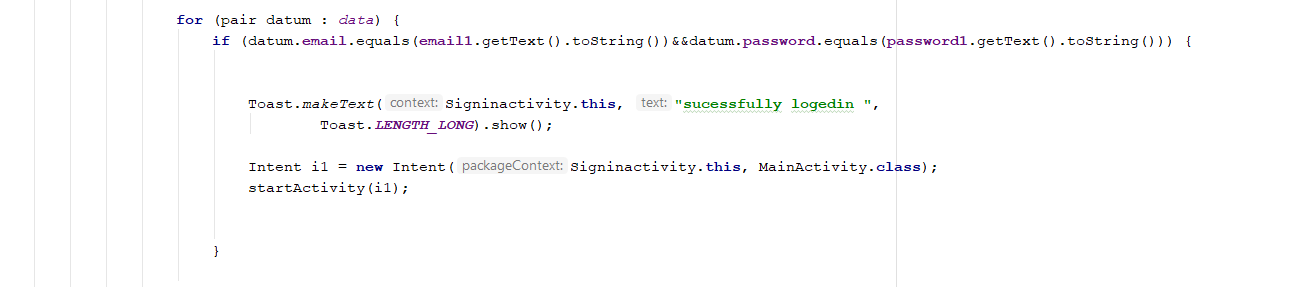 for (pair datum : data) {
if (datum.email.equals(email1.getText().toString())&&datum.password.equals(password1.getText().toString())) {
Toast.makeText( context: Signinactivity.this, text: "sucessfully logedin ",
Toast.LENGTH_LONG).show();
Intent i1 = new Intent( packageContext: Signinactivity.this, MainActivity.class);
startActivity(i1);
}